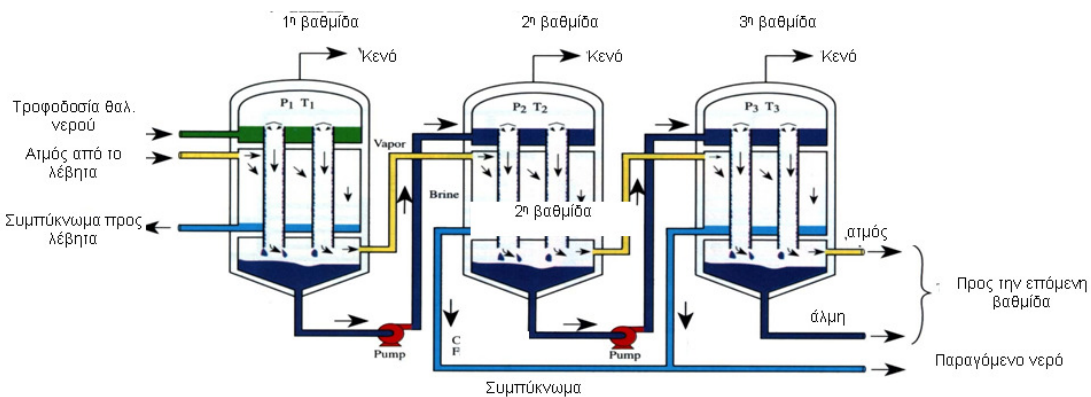 1η βαθμίδα
2η βαθμίδα
3η βαθμίδα
Κενό
Κενό
Κενό
Τροφοδοσία θαλ.
νερού
Ατμός από το
λέβητα
Συμπύκνωμα προς
λέβητα
P1 T1
P2 T2
P3 T3
Vapor
Brine
2η βαθμίδα
ατμός
Προς την επόμενη
βαθμίδα
άλμη
Pump
C
F
Pump
Παραγόμενο νερό
Συμπύκνωμα